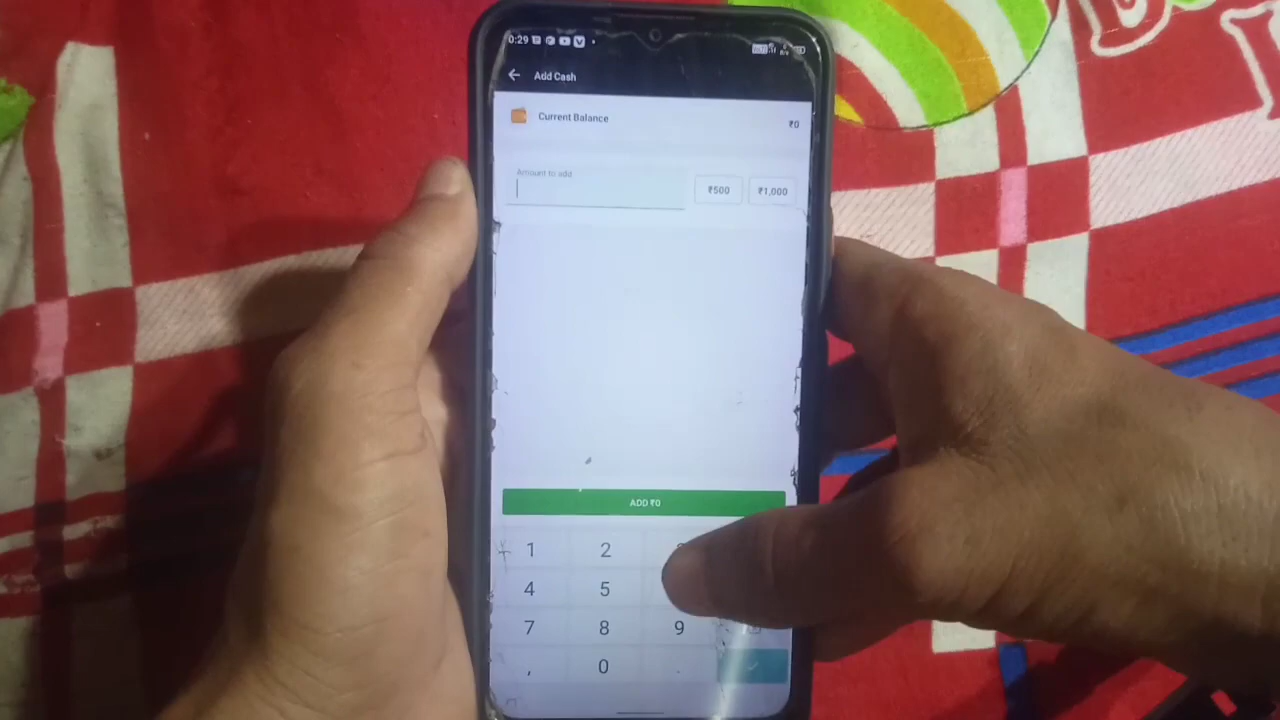 0:29
Add Cash
Current Balance
₹0
Amount to add
₹500
₹1,000
ADD ₹0
1 2
4 5
7 8 9
, 0 .